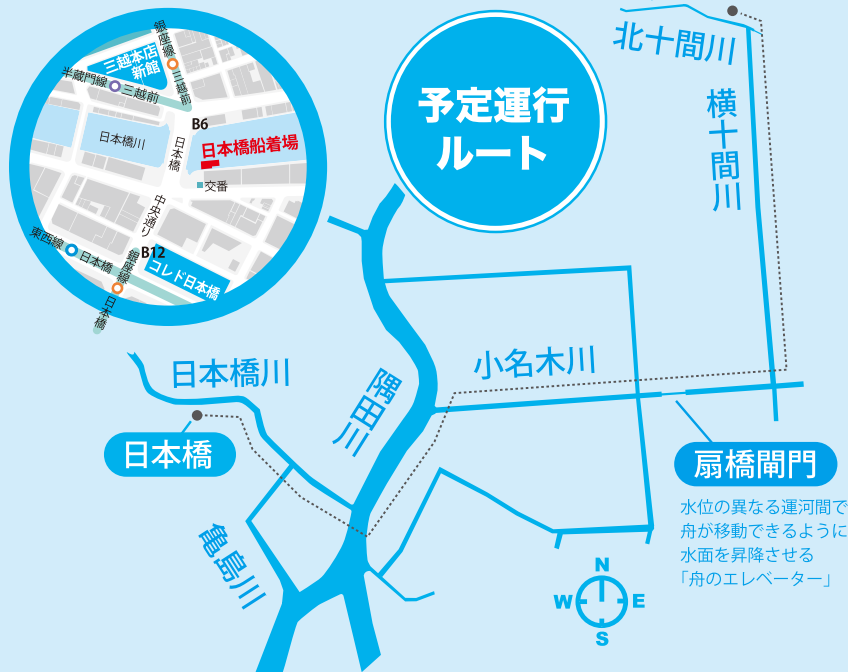 予定運行
ルート
銀座線
三越前
三越本店
新館
半蔵門線
三越前
B6
日本橋川
日本橋
日本橋船着場
交番
中央通り
東西線
日本橋
銀座線
日本橋
B12
コレド日本橋
北十間川
横十間川
小名木川
日本橋川
隅田川
日本橋
亀島川
扇橋閘門
水位の異なる運河間で
舟が移動できるように
水面を昇降させる
「舟のエレベーター」
N
W
E
S